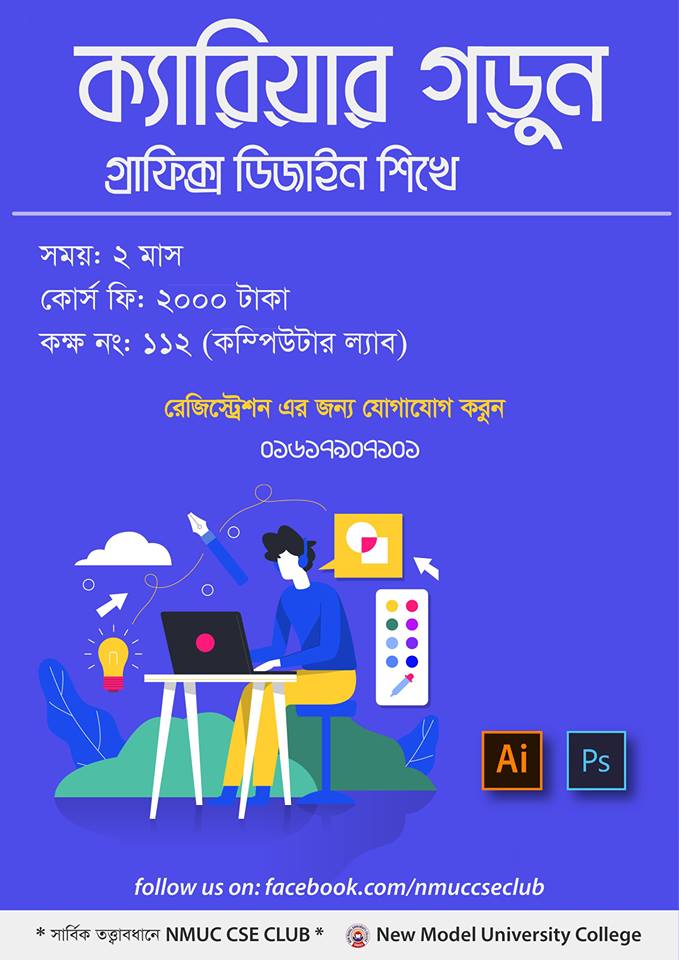 ক্যারিয়ার গড়ুন
গ্রাফিক্স ডিজাইন শিখে
সময়: ২ মাস
কোর্স ফি: ২০০০ টাকা
কক্ষ নং: ১১২ (কম্পিউটার ল্যাব)
রেজিস্ট্রেশন এর জন্য যোগাযোগ করুন
০১৬১৭৯০৭১০১
Ai Ps
follow us on: facebook.com/nmuccseclub
* সার্বিক তত্ত্বাবধানে NMUC CSE CLUB * New Model University College